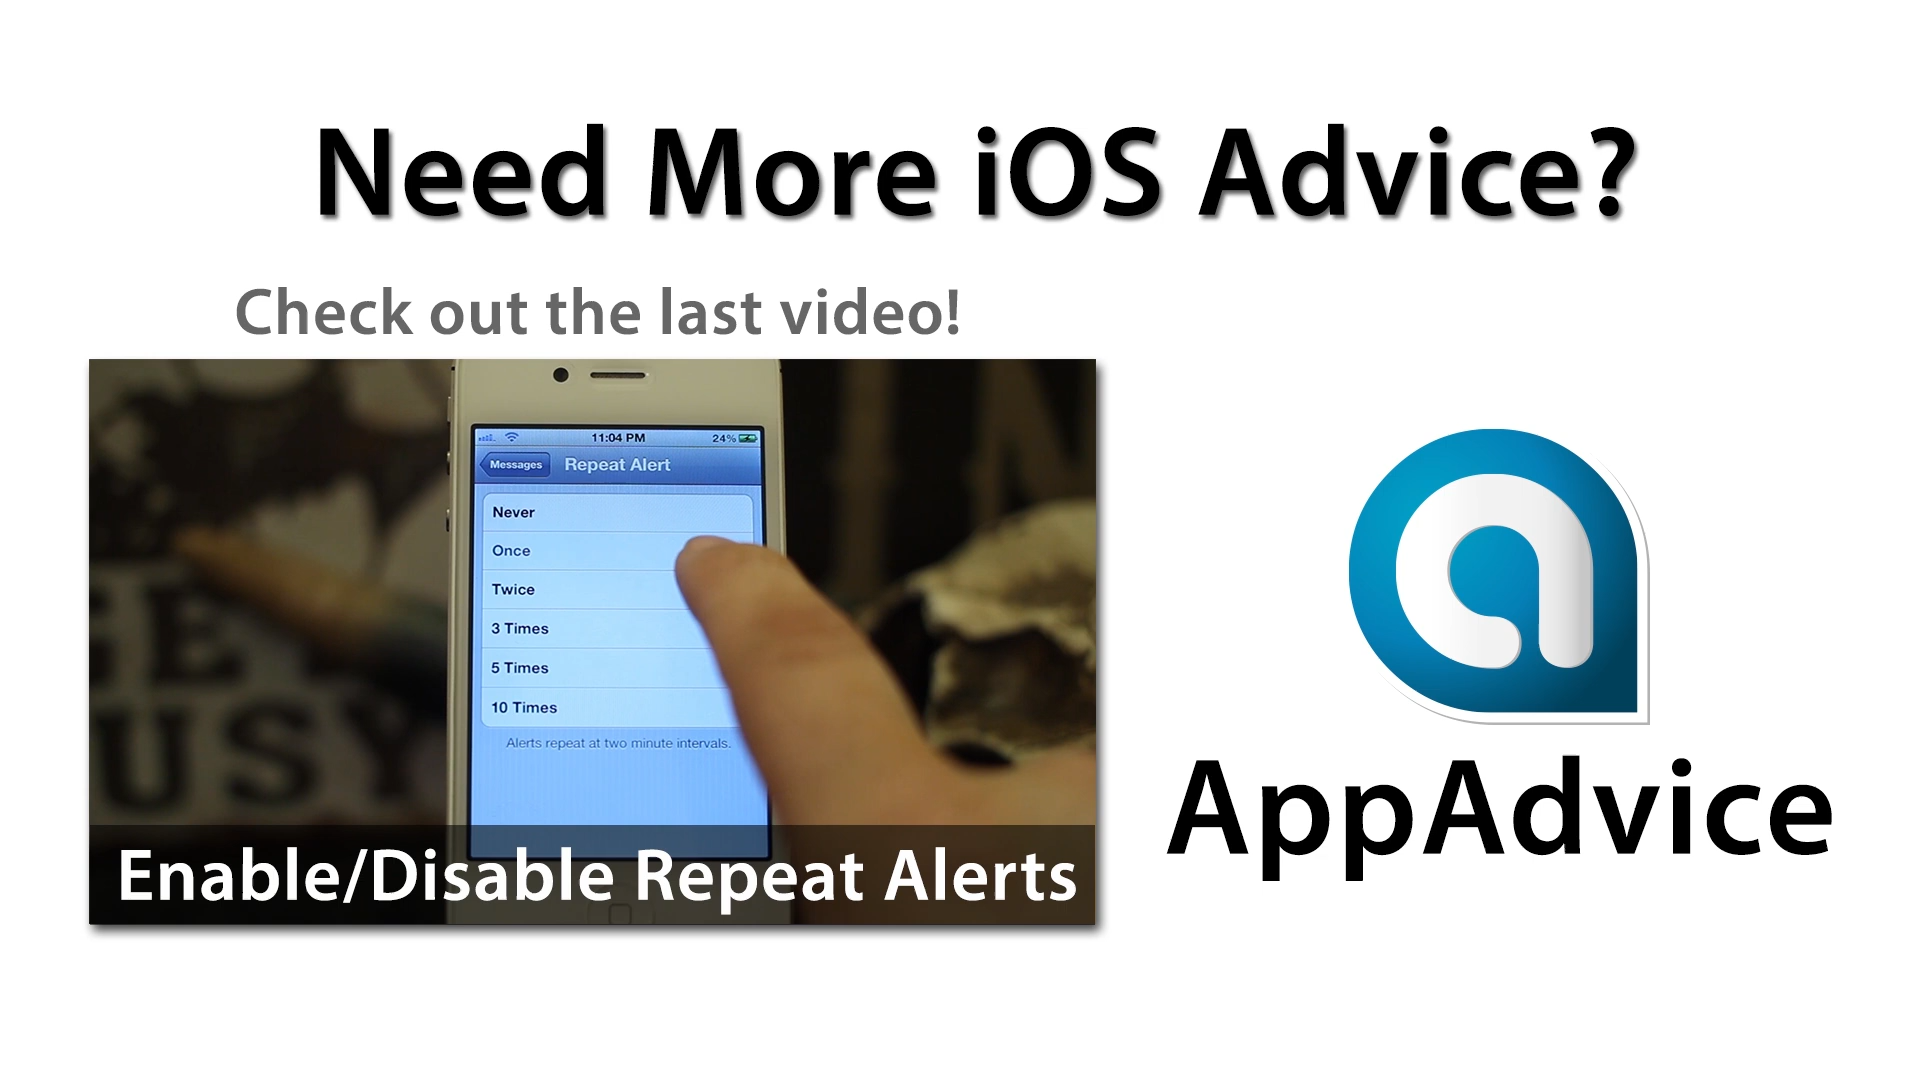 Need More iOS Advice?
Check out the last video!
11:04 PM
24%
Messages
Repeat Alert
Never
Once
Twice
3 Times
5 Times
10 Times
Alerts repeat at two minute intervals.
USY
Enable/Disable Repeat Alerts
AppAdvice